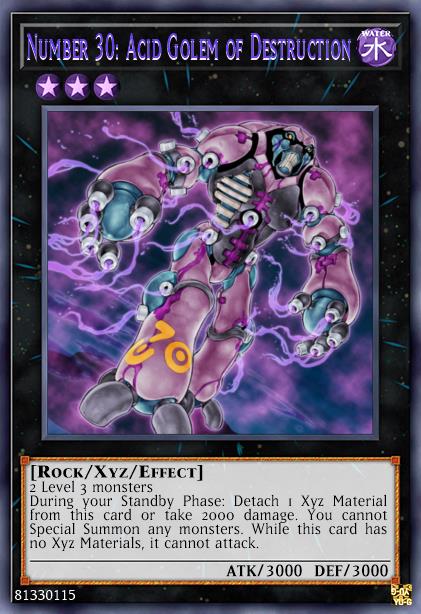 Number 30: Acid Golem of Destruction
WATER
水
30
[Rock/Xyz/Effect]
2 Level 3 monsters
During your Standby Phase: Detach 1 Xyz Material
from this card or take 2000 damage. You cannot
Special Summon any monsters. While this card has
no Xyz Materials, it cannot attack.
ATK/3000 DEF/3000
81330115